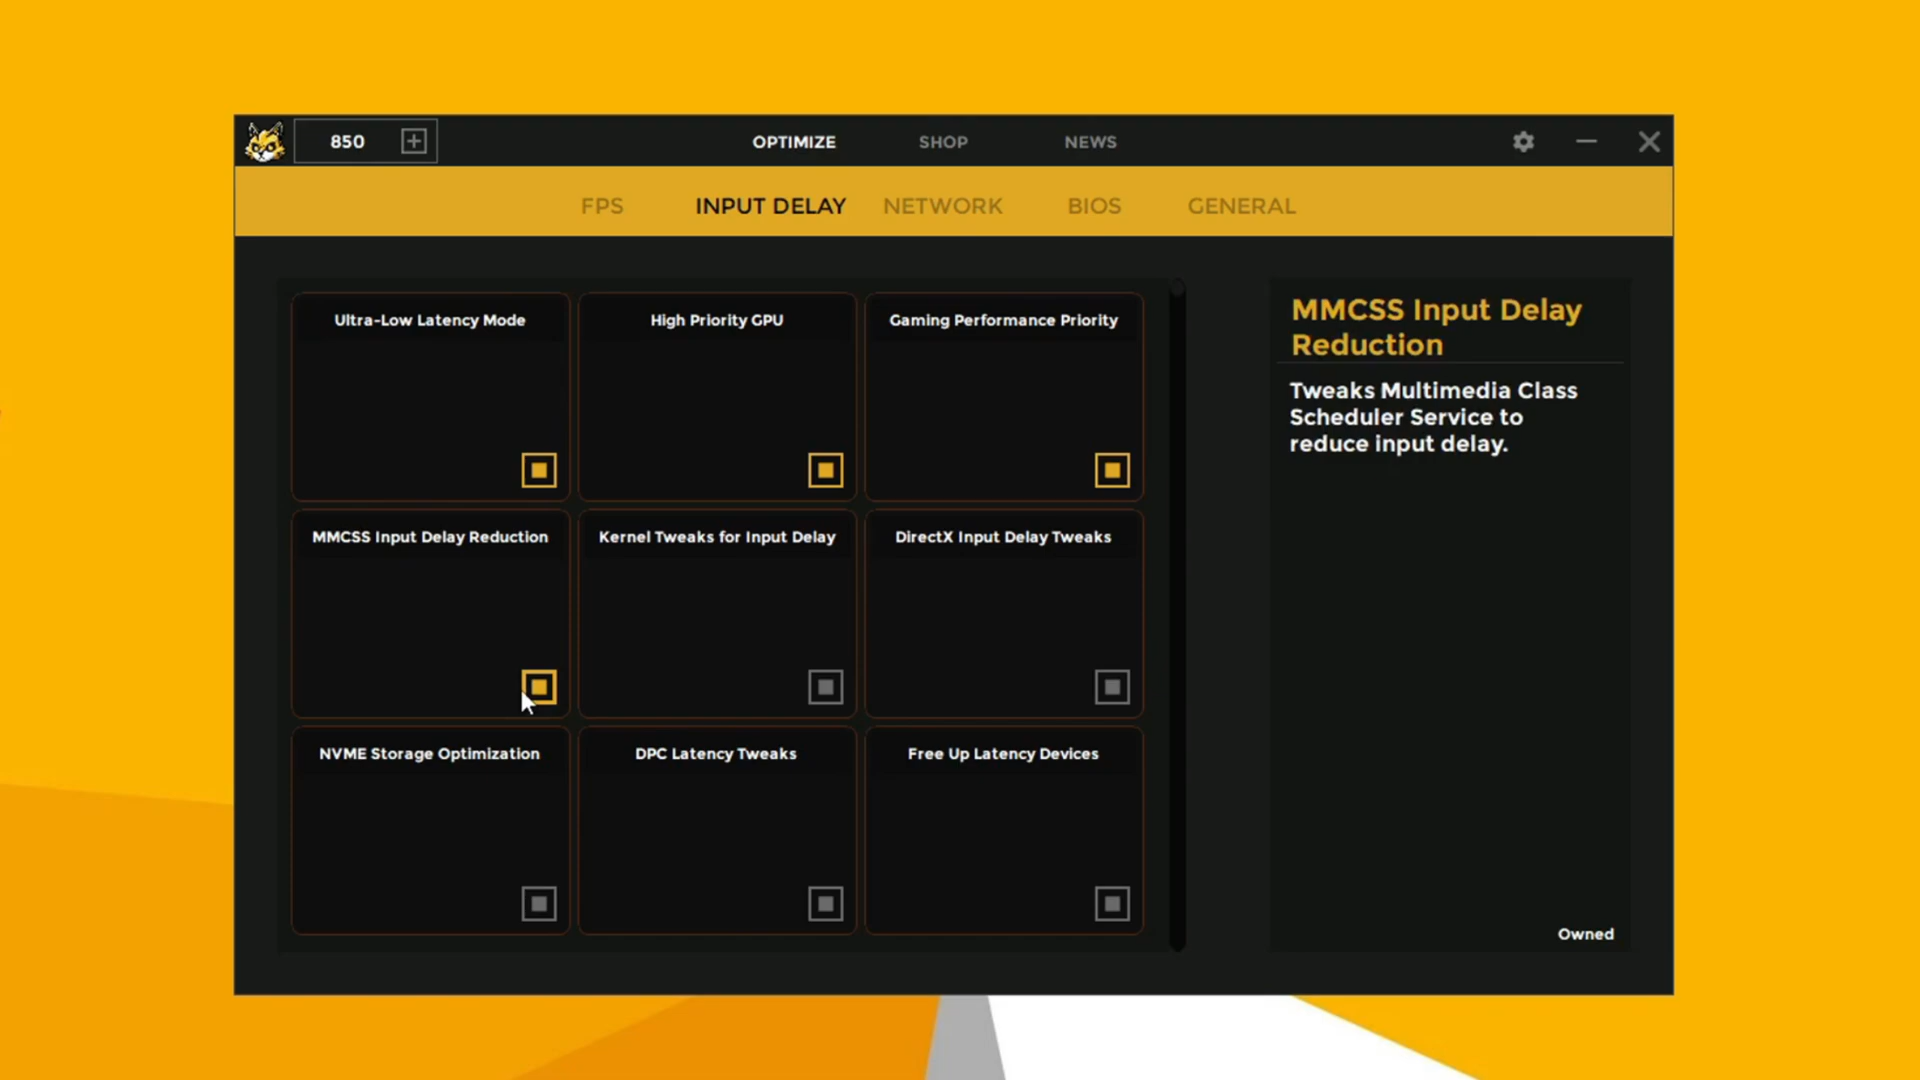 850
OPTIMIZE
SHOP
NEWS
FPS
INPUT DELAY
NETWORK
BIOS
GENERAL
Ultra-Low Latency Mode
High Priority GPU
Gaming Performance Priority
MMCSS Input Delay Reduction
Kernel Tweaks for Input Delay
DirectX Input Delay Tweaks
NVME Storage Optimization
DPC Latency Tweaks
Free Up Latency Devices
MMCSS Input Delay
Reduction
Tweaks Multimedia Class
Scheduler Service to
reduce input delay.
Owned